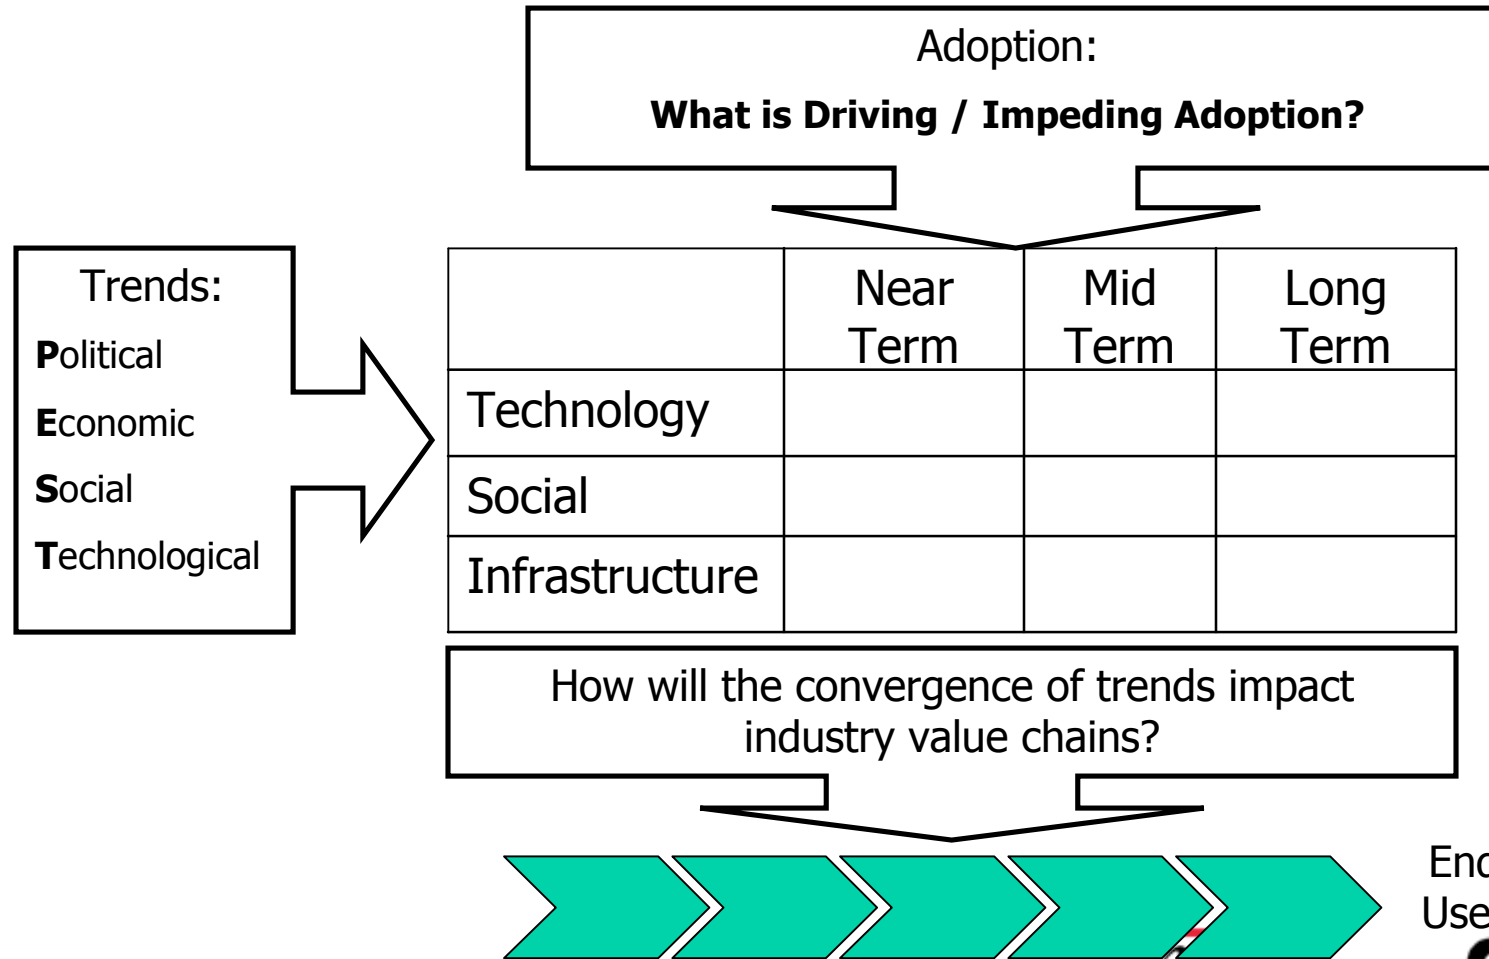 Adoption:
What is Driving / Impeding Adoption?
Trends:
Political
Economic
Social
Technological
Near
Term
Mid
Term
Long
Term
Technology
Social
Infrastructure
How will the convergence of trends impact
industry value chains?